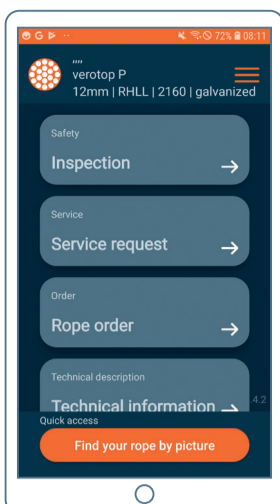 72% 08:11
,,,,
verotop P
12mm | RHLL | 2160 | galvanized
Safety
Inspection
Service
Service request
Order
Rope order
Technical description
Technical information
4.2
Quick access
Find your rope by picture